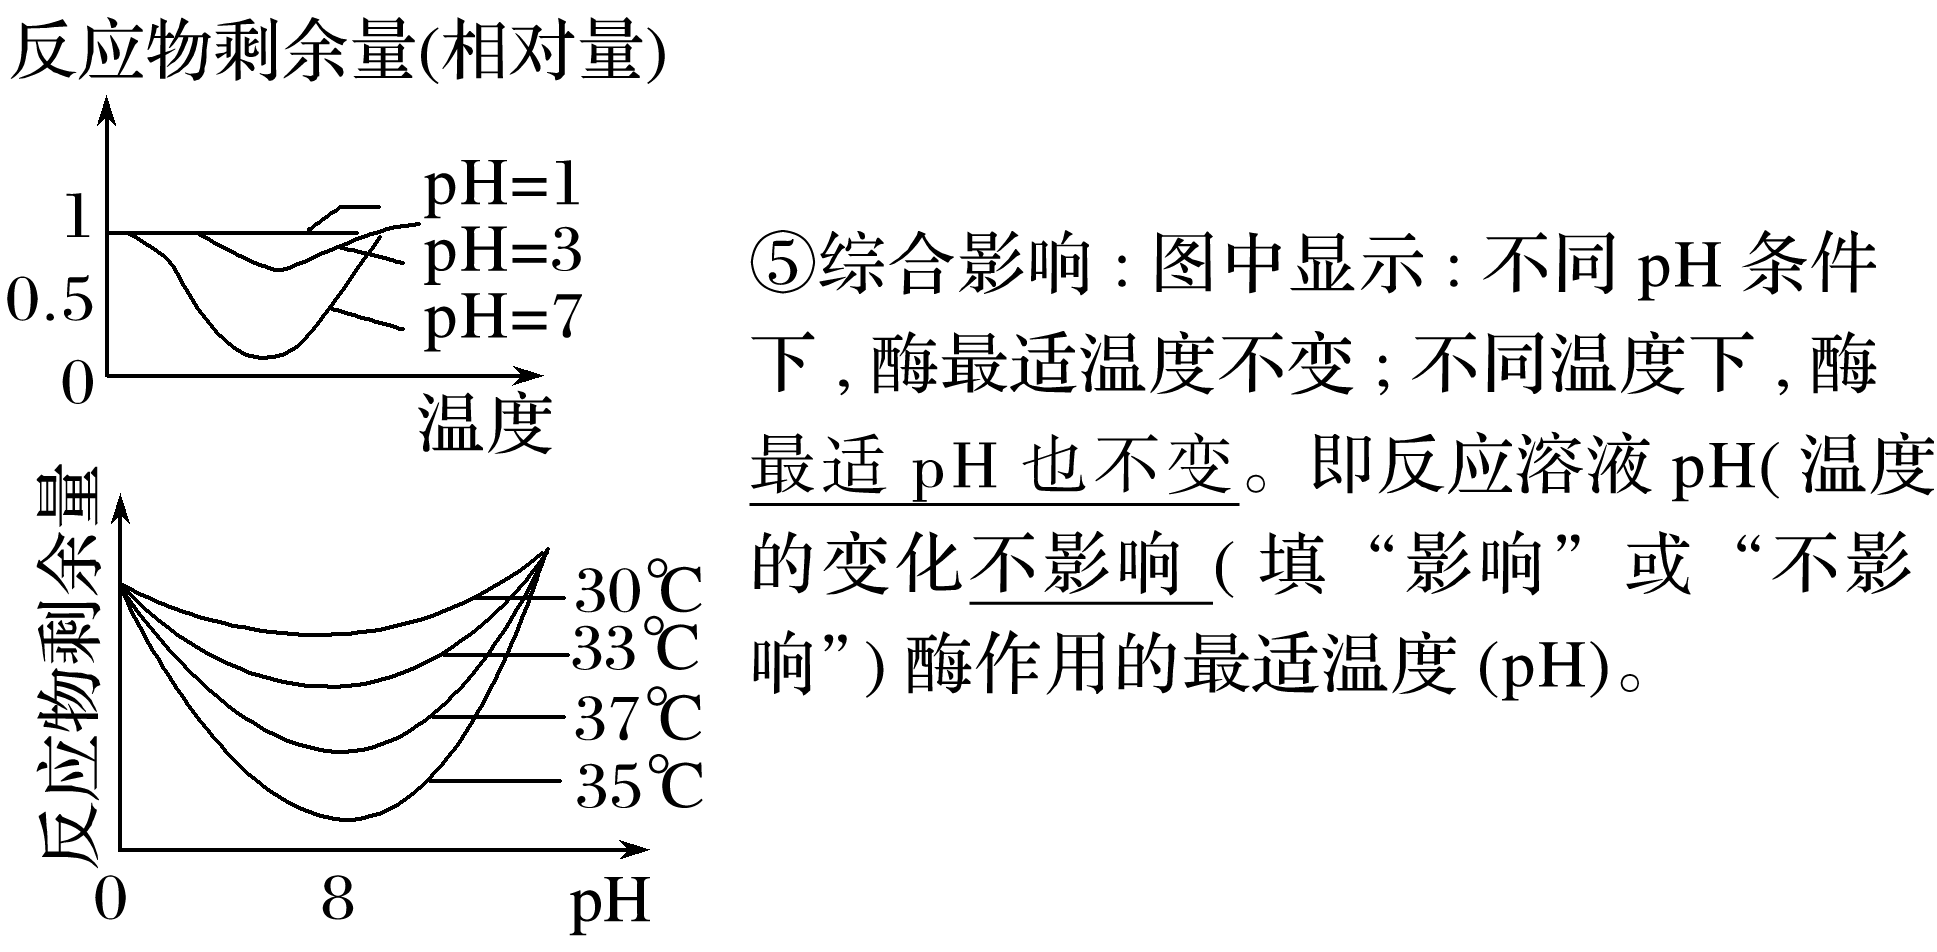 反应物剩余量(相对量)
1
0.5
0
pH=1
pH=3
pH=7
温度
反应物剩余量
30℃
33℃
37℃
35℃
0
8
pH
⑤综合影响：图中显示：不同 pH 条件
下，酶最适温度不变；不同温度下，酶
最适 pH 也不变。即反应溶液 pH(温度
的变化不影响(填“影响”或“不影
响”)酶作用的最适温度(pH)。